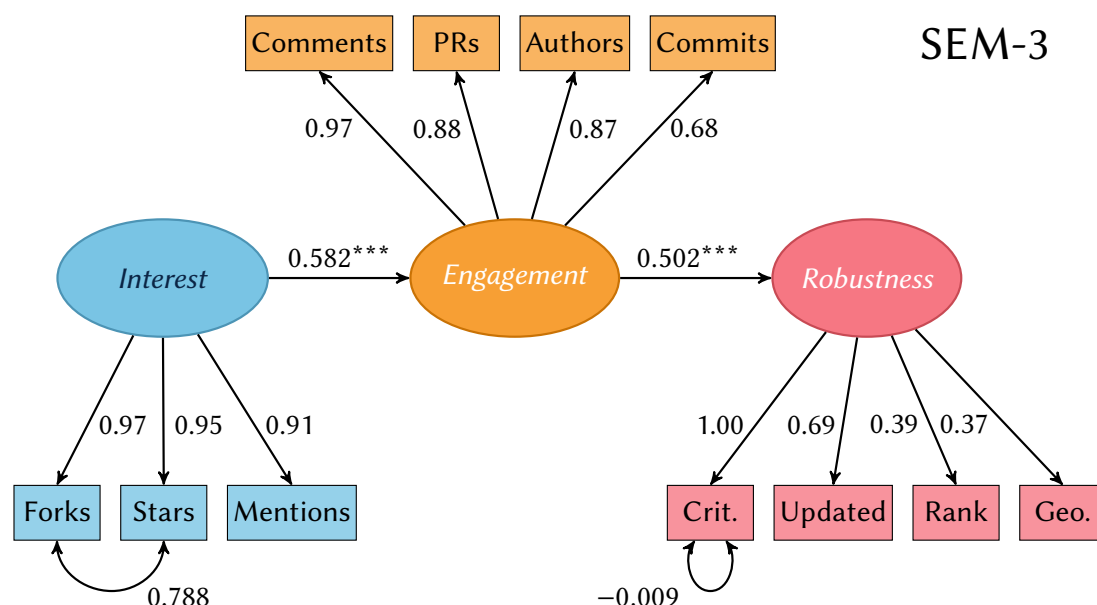 Comments PRs Authors Commits
SEM-3
0.97 0.88 0.87 0.68
Interest 0.582*** Engagement 0.502*** Robustness
0.97 0.95 0.91 1.00 0.69 0.39 0.37
Forks Stars Mentions Crit. Updated Rank Geo.
0.788 −0.009